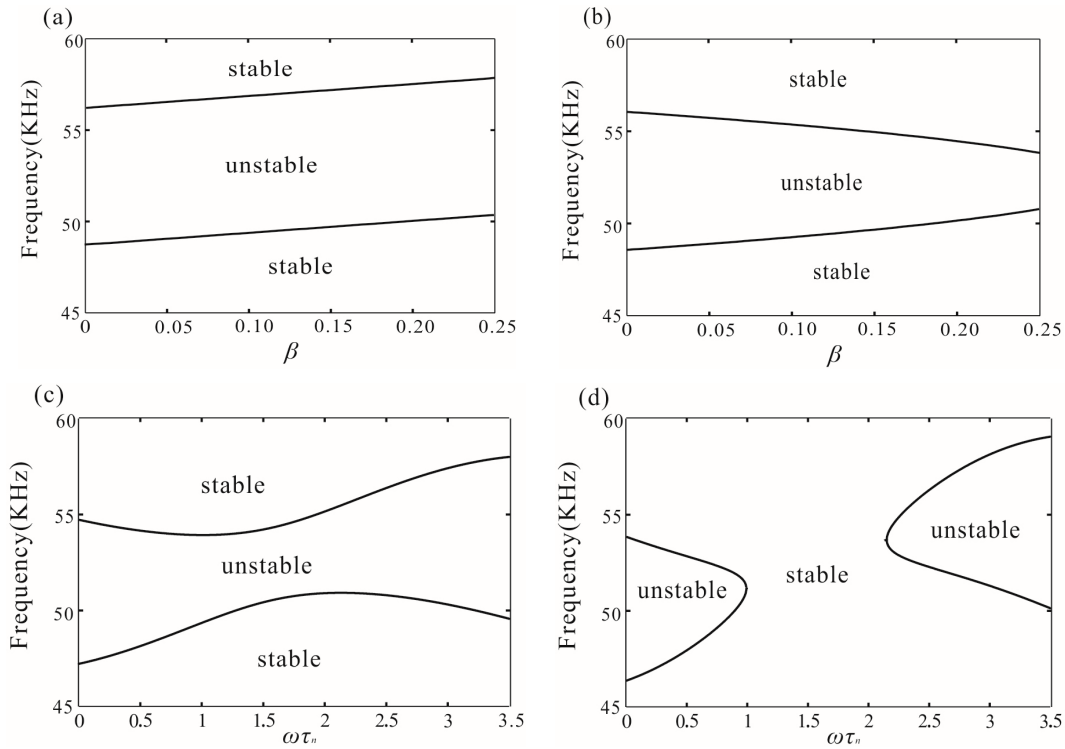 (a)
60
55
50
45
Frequency(KHz)
stable
unstable
stable
0 0.05 0.10 0.15 0.20 0.25
β
(b)
60
55
50
45
Frequency(KHz)
stable
unstable
stable
0 0.05 0.10 0.15 0.20 0.25
β
(c)
60
55
50
45
Frequency(KHz)
stable
unstable
stable
0 0.5 1 1.5 2 2.5 3 3.5
ωτn
(d)
60
55
50
45
Frequency(KHz)
unstable
stable
unstable
0 0.5 1 1.5 2 2.5 3 3.5
ωτn